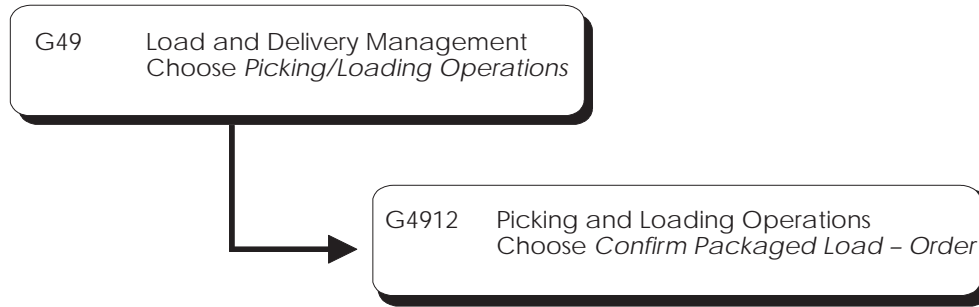 G49 Load and Delivery Management
Choose Picking/Loading Operations
G4912 Picking and Loading Operations
Choose Confirm Packaged Load – Order